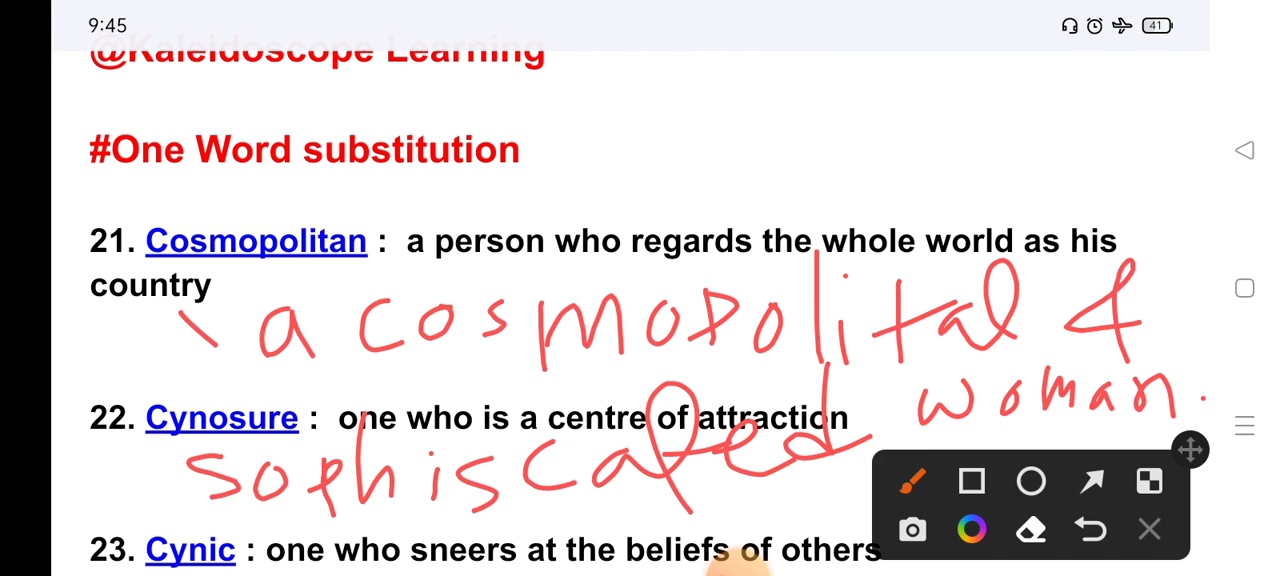 9:45
41
@Kaleidoscope Learning
#One Word substitution
21. Cosmopolitan : a person who regards the whole world as his
country
a cosmopolital &
woman.
22. Cynosure : one who is a centre of attraction
sophiscated
23. Cynic : one who sneers at the beliefs of others